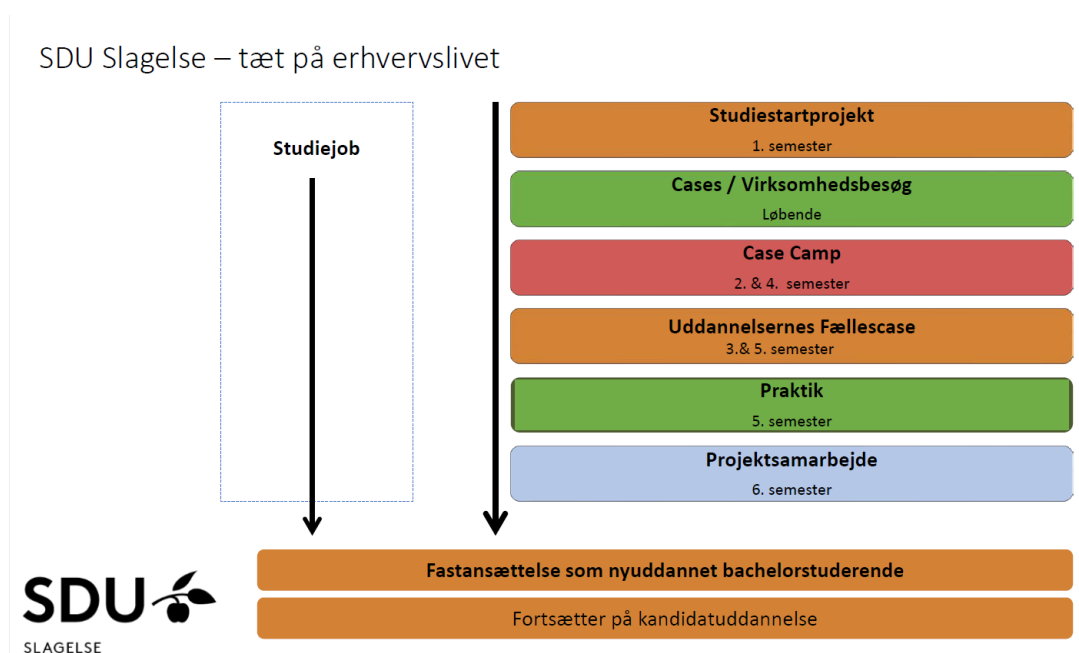 SDU Slagelse – tæt på erhvervslivet
Studiejob
Studiestartprojekt
1. semester
Cases / Virksomhedsbesøg
Løbende
Case Camp
2. & 4. semester
Uddannelsernes Fællescase
3.& 5. semester
Praktik
5. semester
Projektsamarbejde
6. semester
Fastansættelse som nyuddannet bachelorstuderende
Fortsætter på kandidatuddannelse
SDU
SLAGELSE